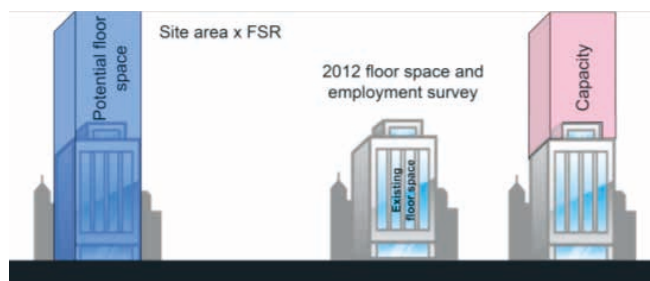 Potential floor
space
Site area x FSR
2012 floor space and
employment survey
Existing
floor space
Capacity